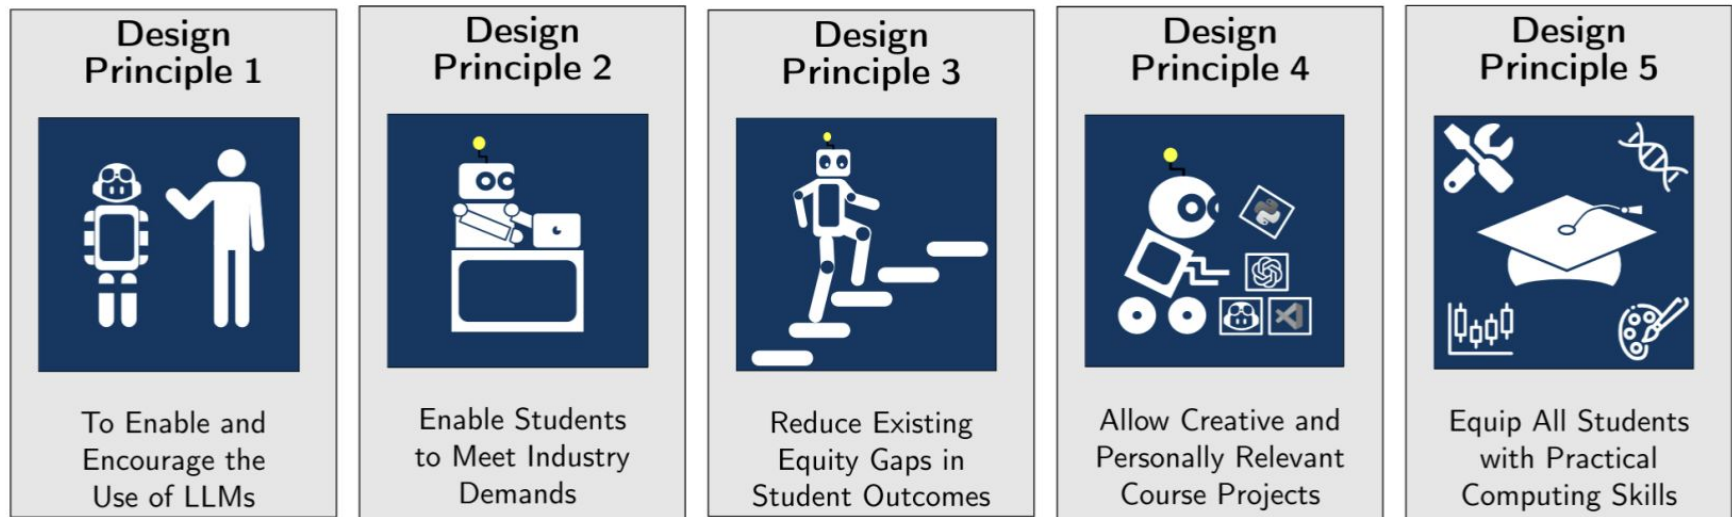 Design
Principle 1
To Enable and
Encourage the
Use of LLMs
Design
Principle 2
Enable Students
to Meet Industry
Demands
Design
Principle 3
Reduce Existing
Equity Gaps in
Student Outcomes
Design
Principle 4
Allow Creative and
Personally Relevant
Course Projects
Design
Principle 5
Equip All Students
with Practical
Computing Skills